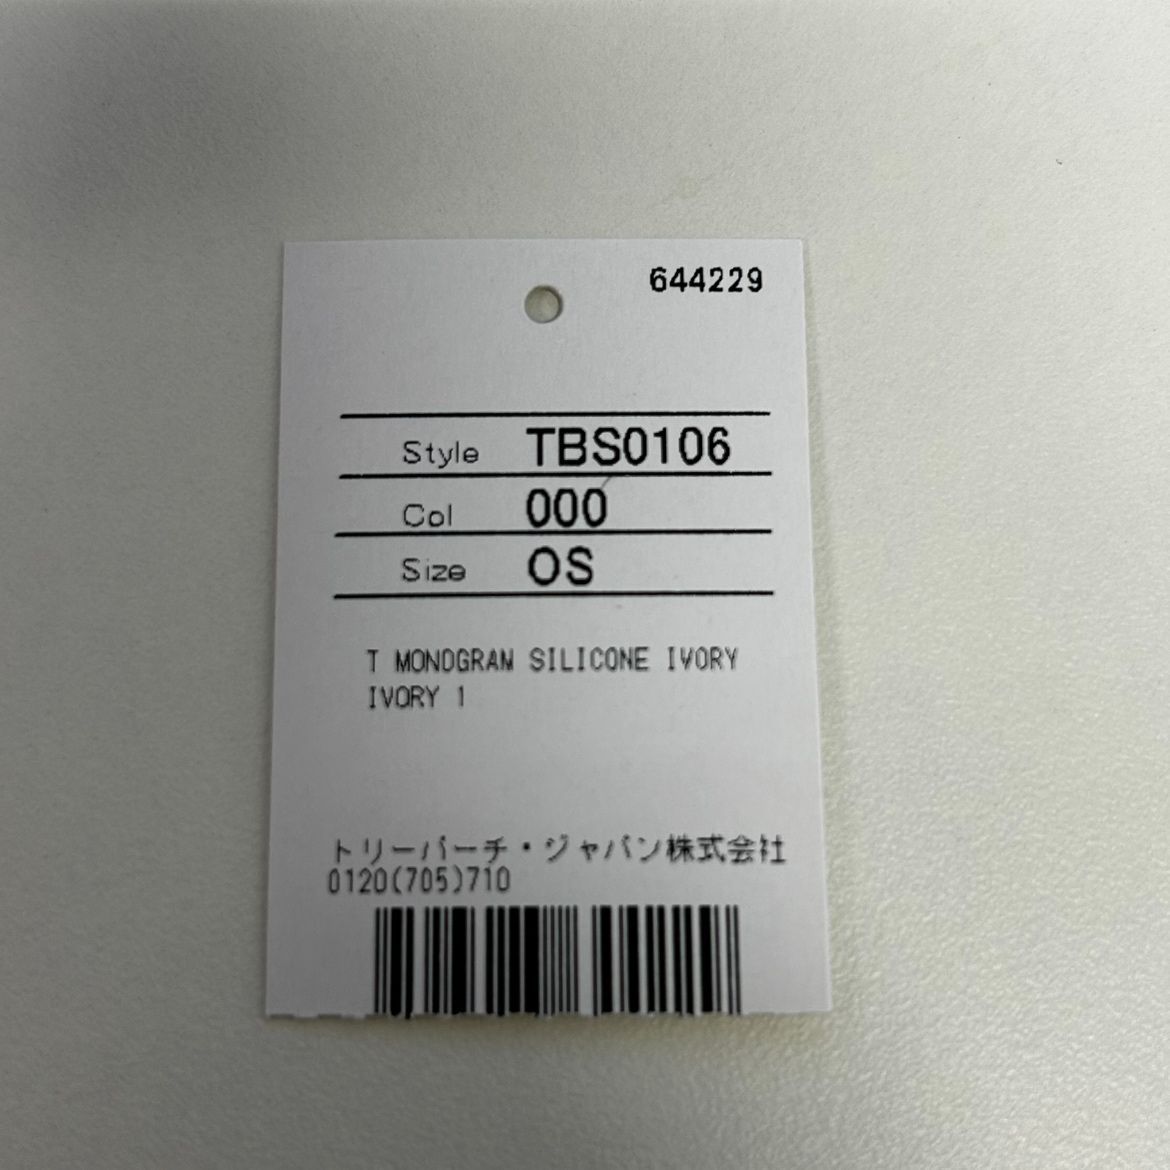 644229
Style TBS0106
Col 000
Size OS
T MONOGRAM SILICONE IVORY
IVORY 1
トリーバーチ・ジャパン株式会社
0120(705)710